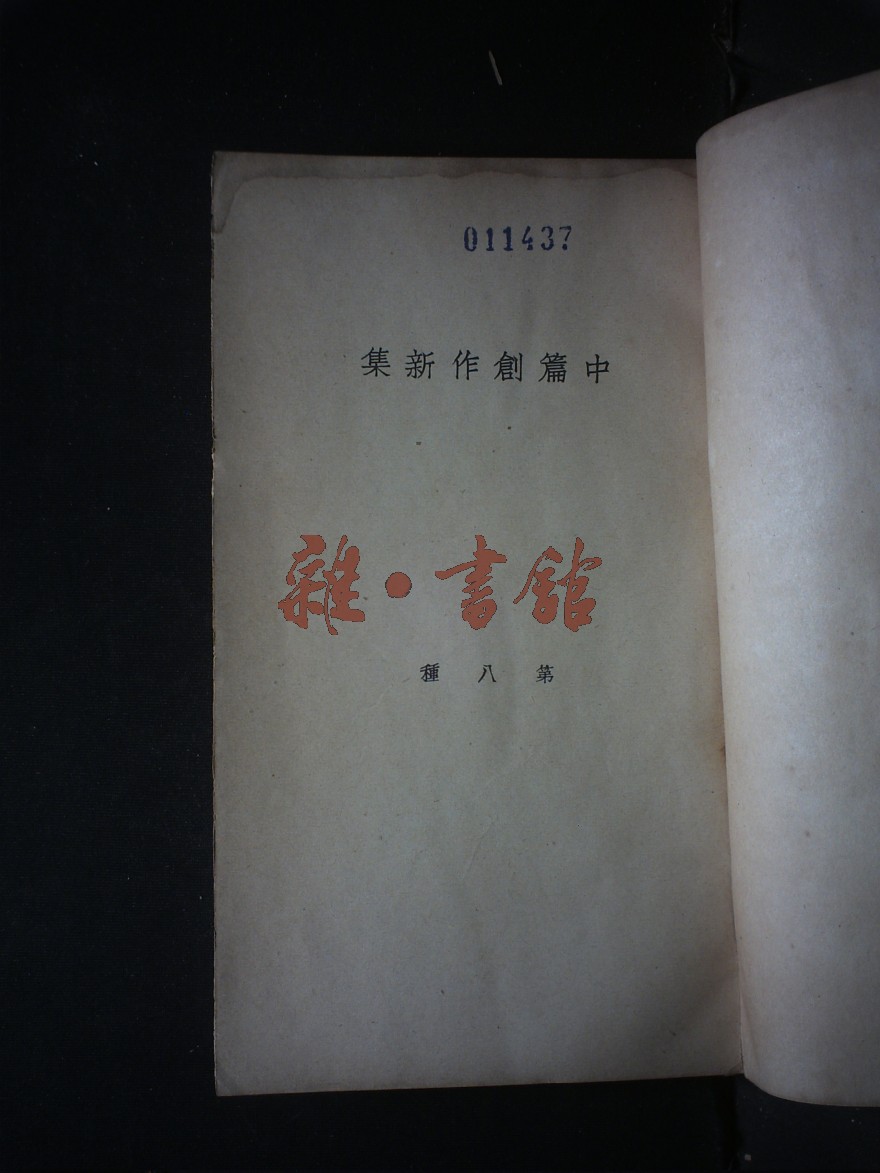 011437
中篇創作新集
雜·書館
第八種